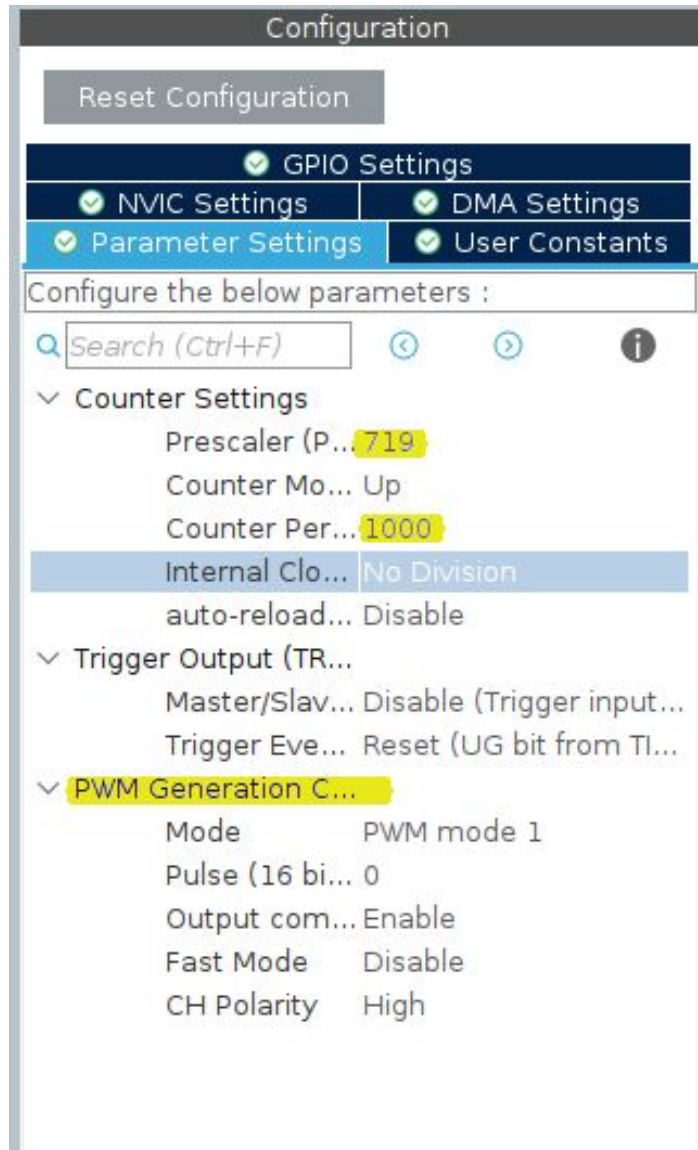 Configuration
Reset Configuration
GPIO Settings
NVIC Settings DMA Settings
Parameter Settings User Constants
Configure the below parameters :
Search (Ctrl+F)
Counter Settings
Prescaler (P... 719
Counter Mo... Up
Counter Per... 1000
Internal Clo... No Division
auto-reload... Disable
Trigger Output (TR...
Master/Slav... Disable (Trigger input...
Trigger Eve... Reset (UG bit from TI...
PWM Generation C...
Mode PWM mode 1
Pulse (16 bi... 0
Output com... Enable
Fast Mode Disable
CH Polarity High